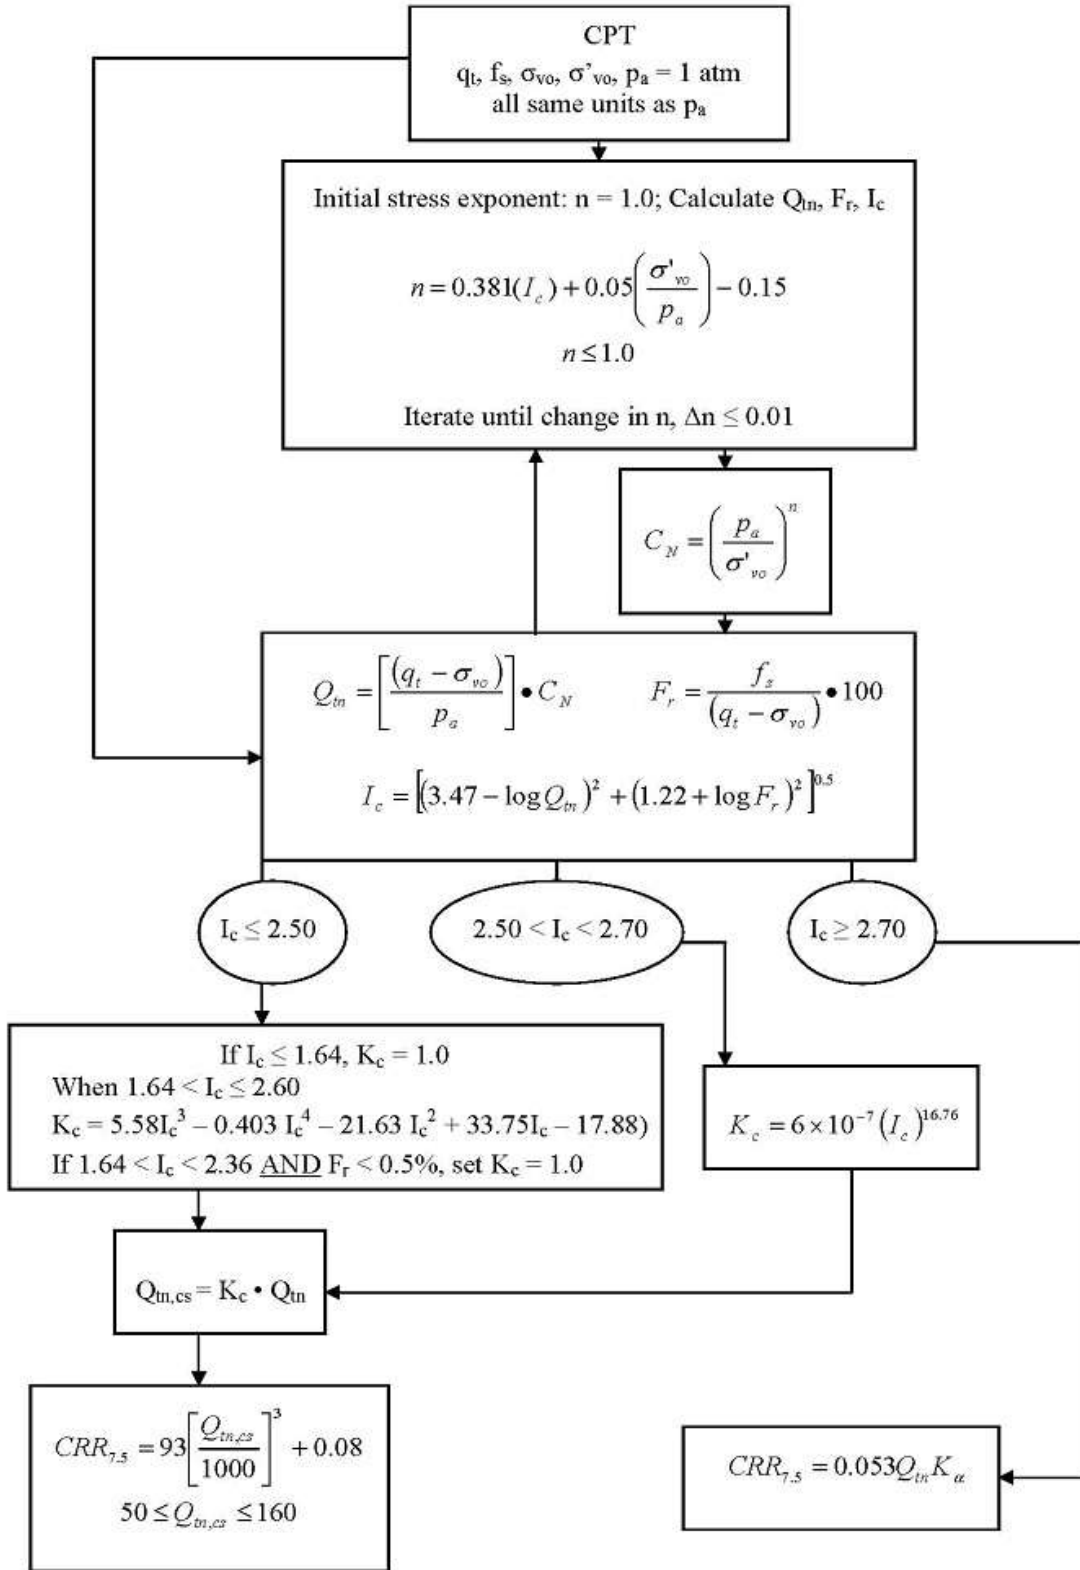 CPT
qt, fs, σvo, σ'vo, pa = 1 atm
all same units as pa
Initial stress exponent: n = 1.0; Calculate Qtn, Fr, Ic
n = 0.381(Ic) + 0.05(σ'vo / pa) − 0.15
n ≤ 1.0
Iterate until change in n, Δn ≤ 0.01
CN = (pa / σ'vo)^n
Qtn = [(qt − σvo) / pa] • CN
Fr = fs / (qt − σvo) • 100
Ic = [(3.47 − log Qtn)² + (1.22 + log Fr)²]^0.5
Ic ≤ 2.50
2.50 < Ic < 2.70
Ic ≥ 2.70
If Ic ≤ 1.64, Kc = 1.0
When 1.64 < Ic ≤ 2.60
Kc = 5.58Ic³ – 0.403 Ic⁴ – 21.63 Ic² + 33.75Ic – 17.88)
If 1.64 < Ic < 2.36 AND Fr < 0.5%, set Kc = 1.0
Kc = 6 × 10⁻⁷ (Ic)^16.76
Qtn,cs = Kc • Qtn
CRR7.5 = 93[Qtn,cs / 1000]³ + 0.08
50 ≤ Qtn,cs ≤ 160
CRR7.5 = 0.053Qtn Kα